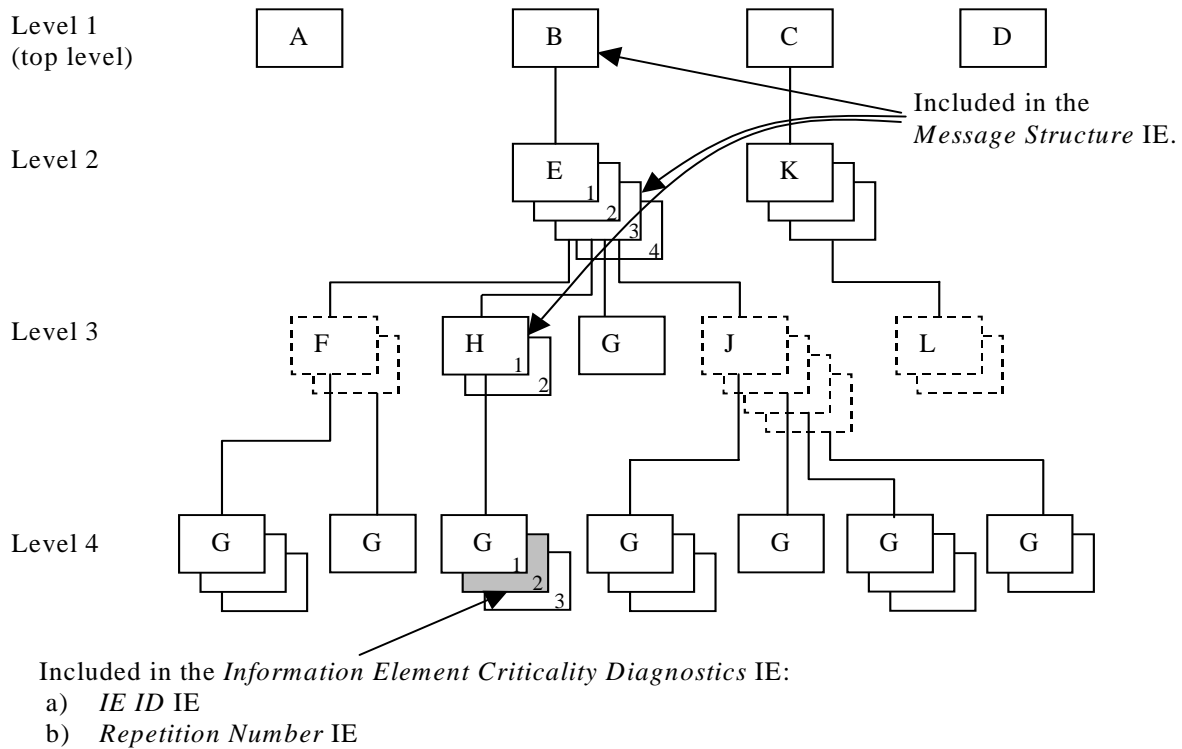 Level 1
(top level)
A
B
C
D
Included in the
Message Structure IE.
Level 2
E
1
2
3
4
K
Level 3
F
H
1
2
G
J
L
Level 4
G
G
G
1
2
3
G
G
G
G
Included in the Information Element Criticality Diagnostics IE:
a) IE ID IE
b) Repetition Number IE